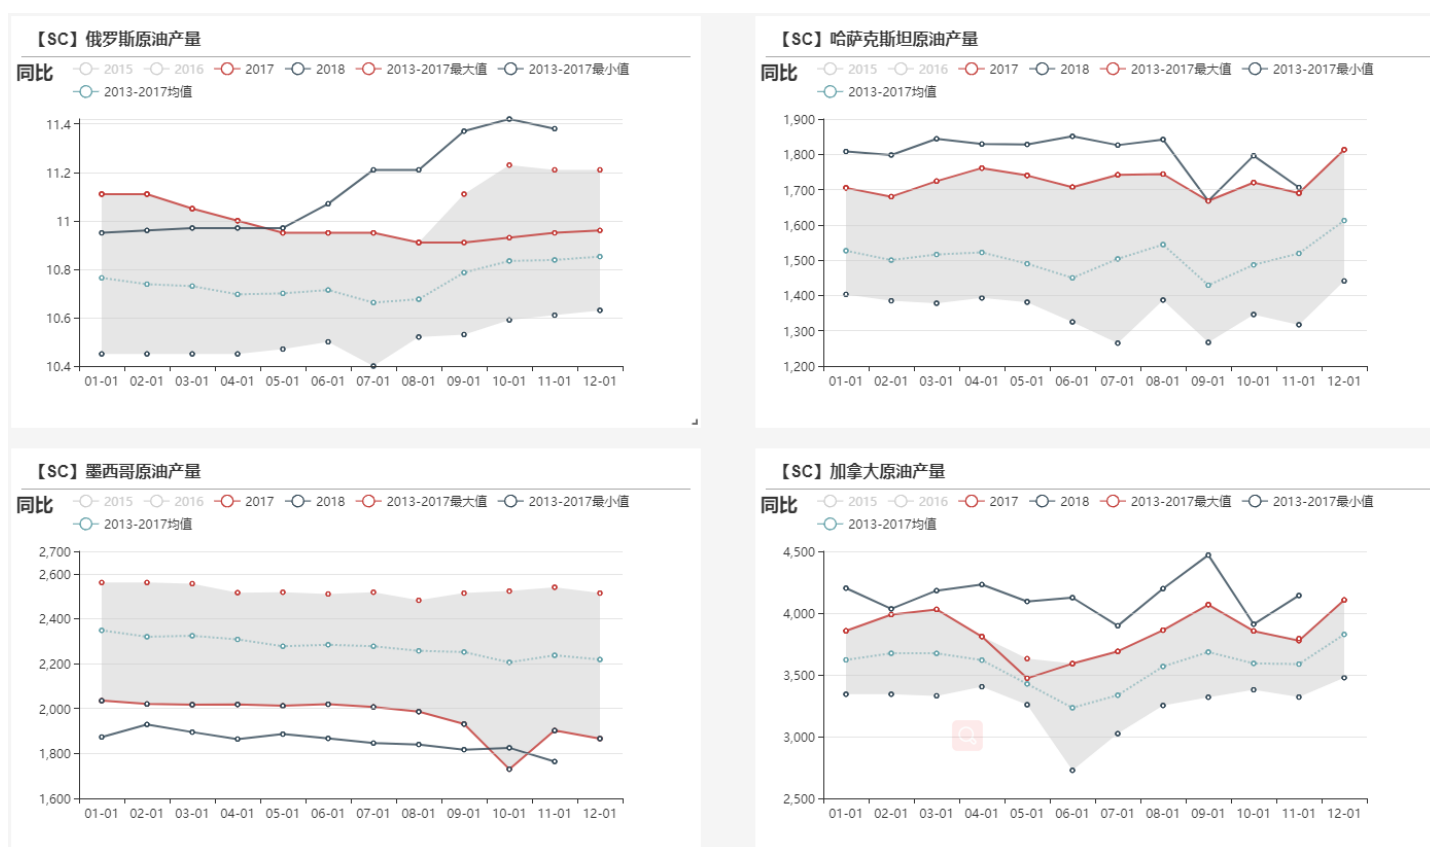 【SC】俄罗斯原油产量
同比
2015 2016 2017 2018 2013-2017最大值 2013-2017最小值
2013-2017均值
11.4
11.2
11
10.8
10.6
10.4
01-01 02-01 03-01 04-01 05-01 06-01 07-01 08-01 09-01 10-01 11-01 12-01
【SC】哈萨克斯坦原油产量
同比
2015 2016 2017 2018 2013-2017最大值 2013-2017最小值
2013-2017均值
1,900
1,800
1,700
1,600
1,500
1,400
1,300
1,200
01-01 02-01 03-01 04-01 05-01 06-01 07-01 08-01 09-01 10-01 11-01 12-01
【SC】墨西哥原油产量
同比
2015 2016 2017 2018 2013-2017最大值 2013-2017最小值
2013-2017均值
2,700
2,600
2,400
2,200
2,000
1,800
1,600
01-01 02-01 03-01 04-01 05-01 06-01 07-01 08-01 09-01 10-01 11-01 12-01
【SC】加拿大原油产量
同比
2015 2016 2017 2018 2013-2017最大值 2013-2017最小值
2013-2017均值
4,500
4,000
3,500
3,000
2,500
01-01 02-01 03-01 04-01 05-01 06-01 07-01 08-01 09-01 10-01 11-01 12-01